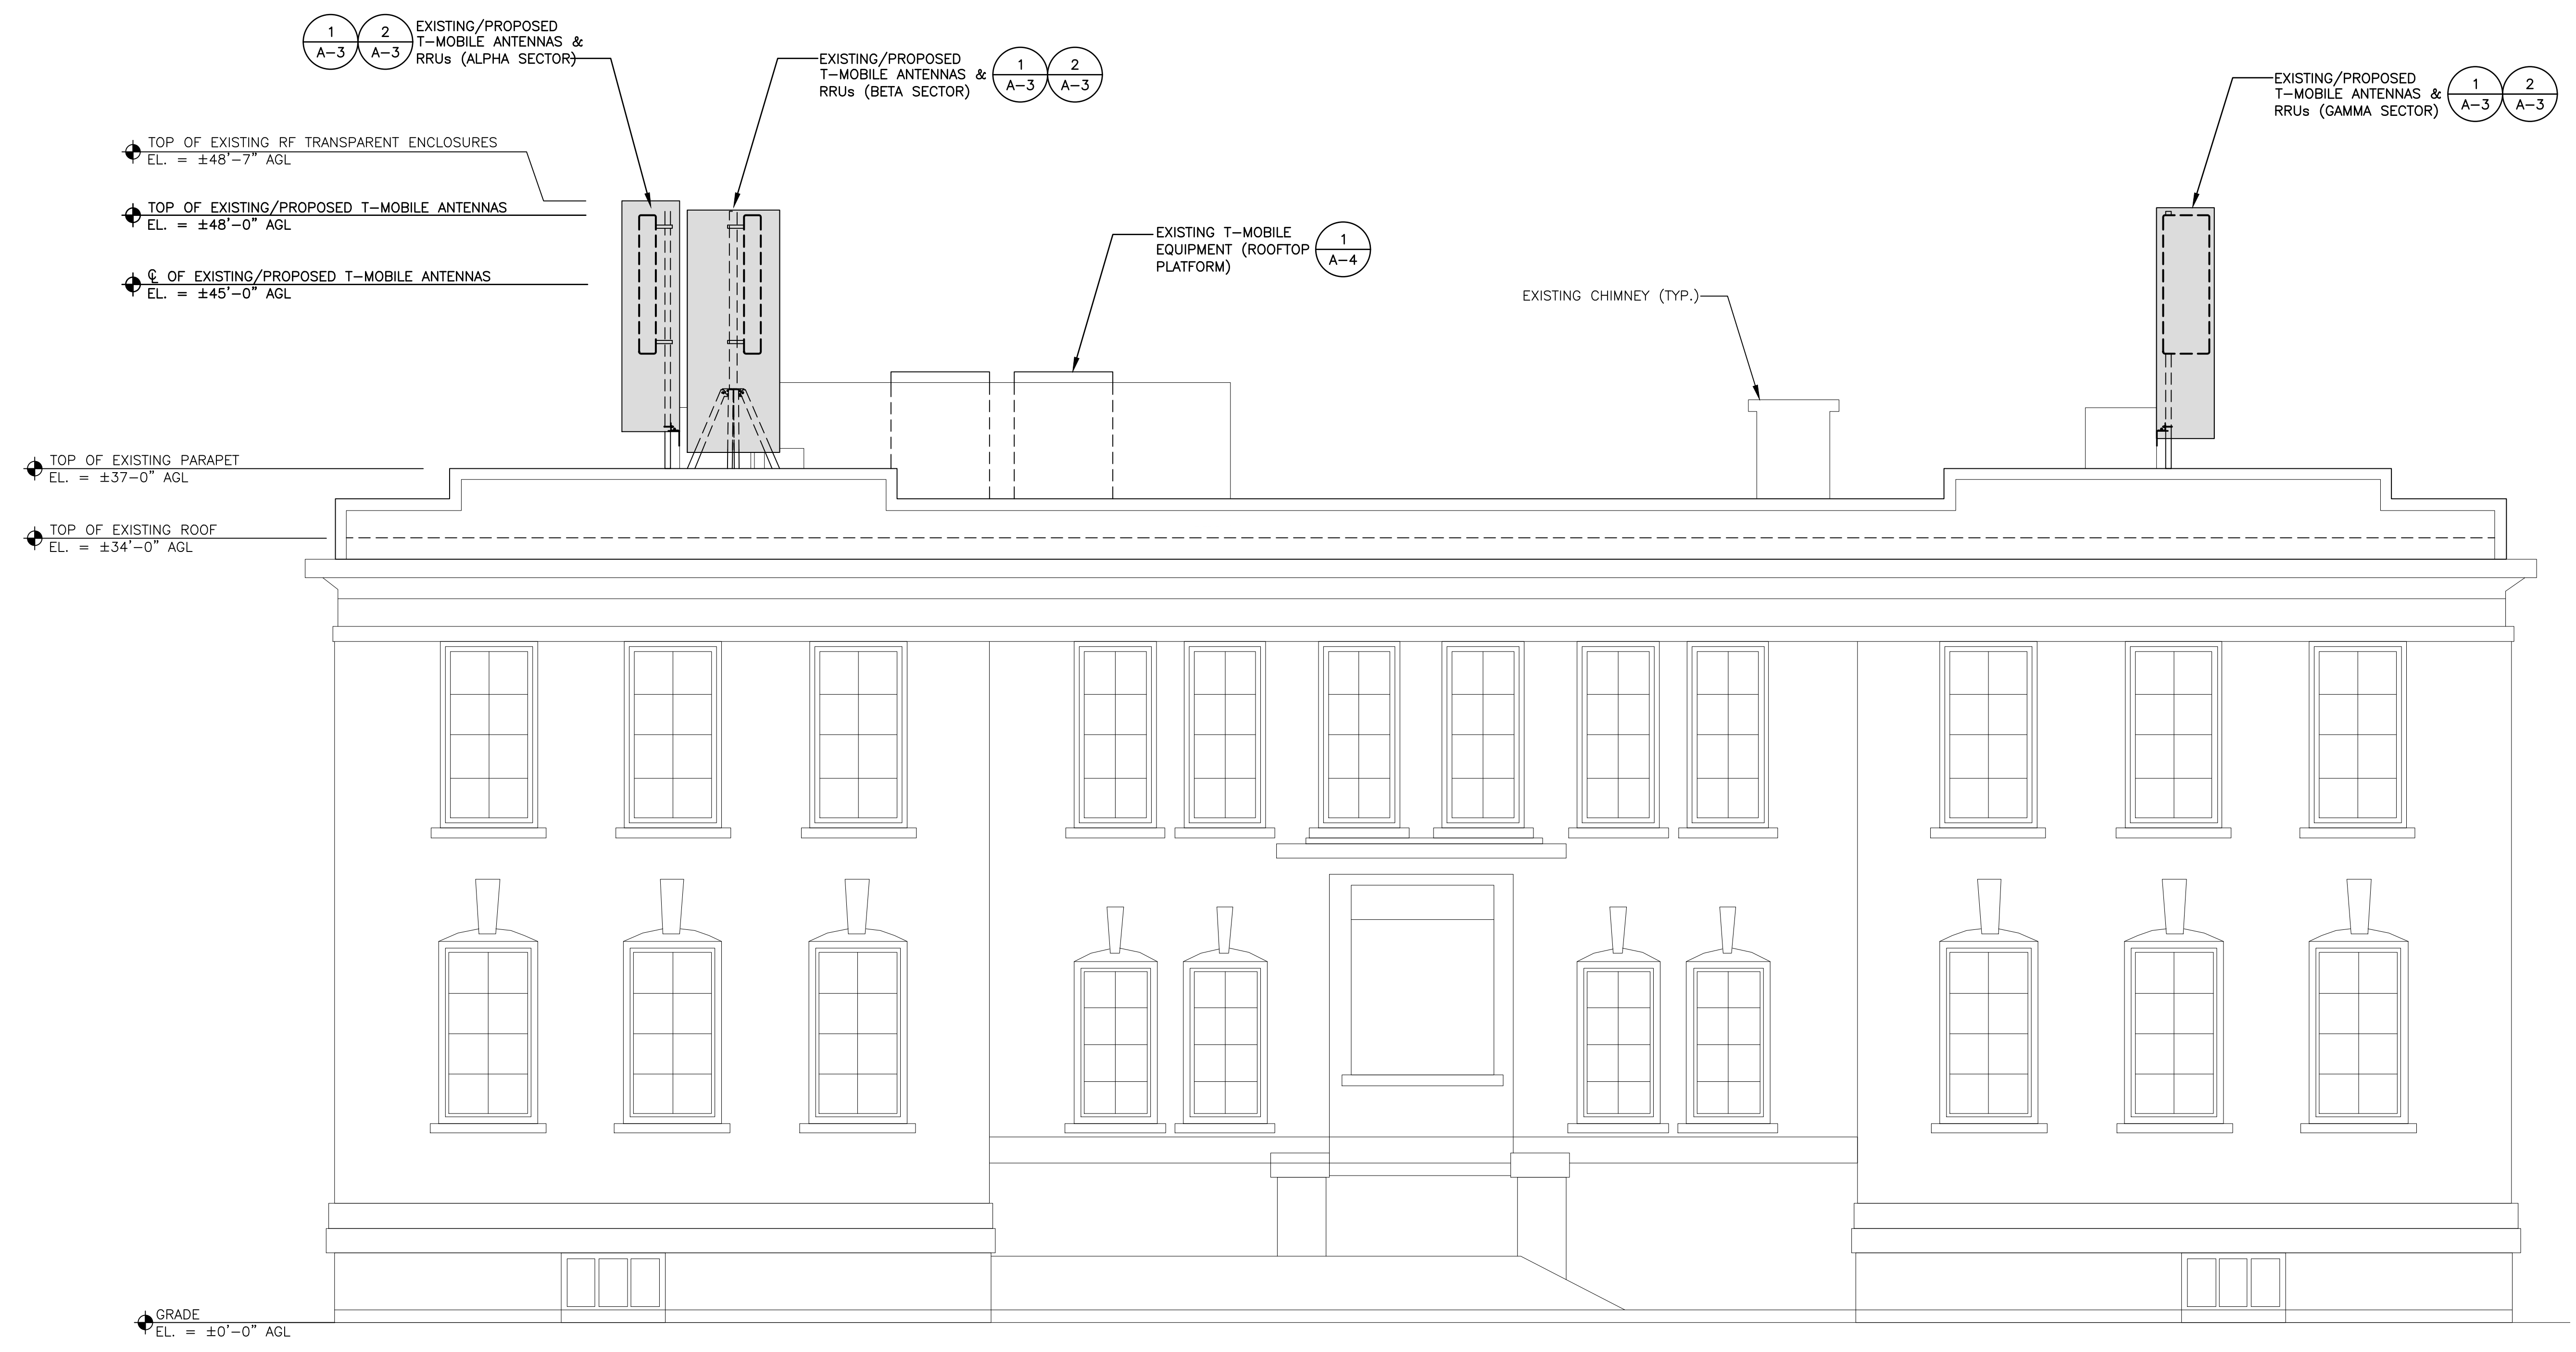 1
A-3
2
A-3
EXISTING/PROPOSED
T-MOBILE ANTENNAS &
RRUs (ALPHA SECTOR)
EXISTING/PROPOSED
T-MOBILE ANTENNAS &
RRUs (BETA SECTOR)
1
A-3
2
A-3
EXISTING/PROPOSED
T-MOBILE ANTENNAS &
RRUs (GAMMA SECTOR)
1
A-3
2
A-3
TOP OF EXISTING RF TRANSPARENT ENCLOSURES
EL. = ±48'-7" AGL
TOP OF EXISTING/PROPOSED T-MOBILE ANTENNAS
EL. = ±48'-0" AGL
℄ OF EXISTING/PROPOSED T-MOBILE ANTENNAS
EL. = ±45'-0" AGL
EXISTING T-MOBILE
EQUIPMENT (ROOFTOP
PLATFORM)
1
A-4
EXISTING CHIMNEY (TYP.)
TOP OF EXISTING PARAPET
EL. = ±37-0" AGL
TOP OF EXISTING ROOF
EL. = ±34'-0" AGL
GRADE
EL. = ±0'-0" AGL